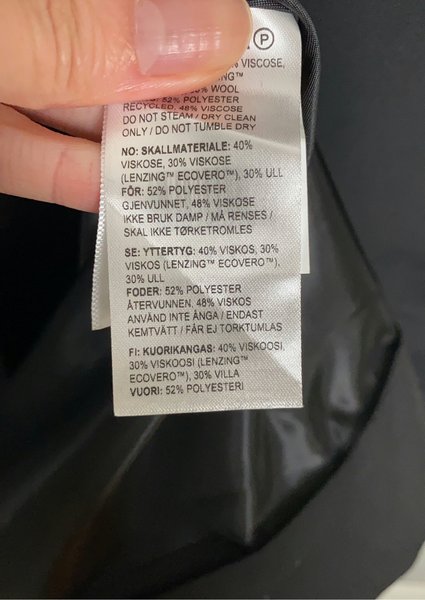 P
% VISCOSE,
ENZING™
% WOOL
: 52% POLYESTER
RECYCLED, 48% VISCOSE
DO NOT STEAM / DRY CLEAN
ONLY / DO NOT TUMBLE DRY
NO: SKALLMATERIALE: 40%
VISKOSE, 30% VISKOSE
(LENZING™ ECOVERO™), 30% ULL
FÔR: 52% POLYESTER
GJENVUNNET, 48% VISKOSE
IKKE BRUK DAMP / MÅ RENSES /
SKAL IKKE TØRKETROMLES
SE: YTTERTYG: 40% VISKOS, 30%
VISKOS (LENZING™ ECOVERO™),
30% ULL
FODER: 52% POLYESTER
ÅTERVUNNEN, 48% VISKOS
ANVÄND INTE ÅNGA / ENDAST
KEMTVÄTT / FÅR EJ TORKTUMLAS
FI: KUORIKANGAS: 40% VISKOOSI,
30% VISKOOSI (LENZING™
ECOVERO™), 30% VILLA
VUORI: 52% POLYESTERI